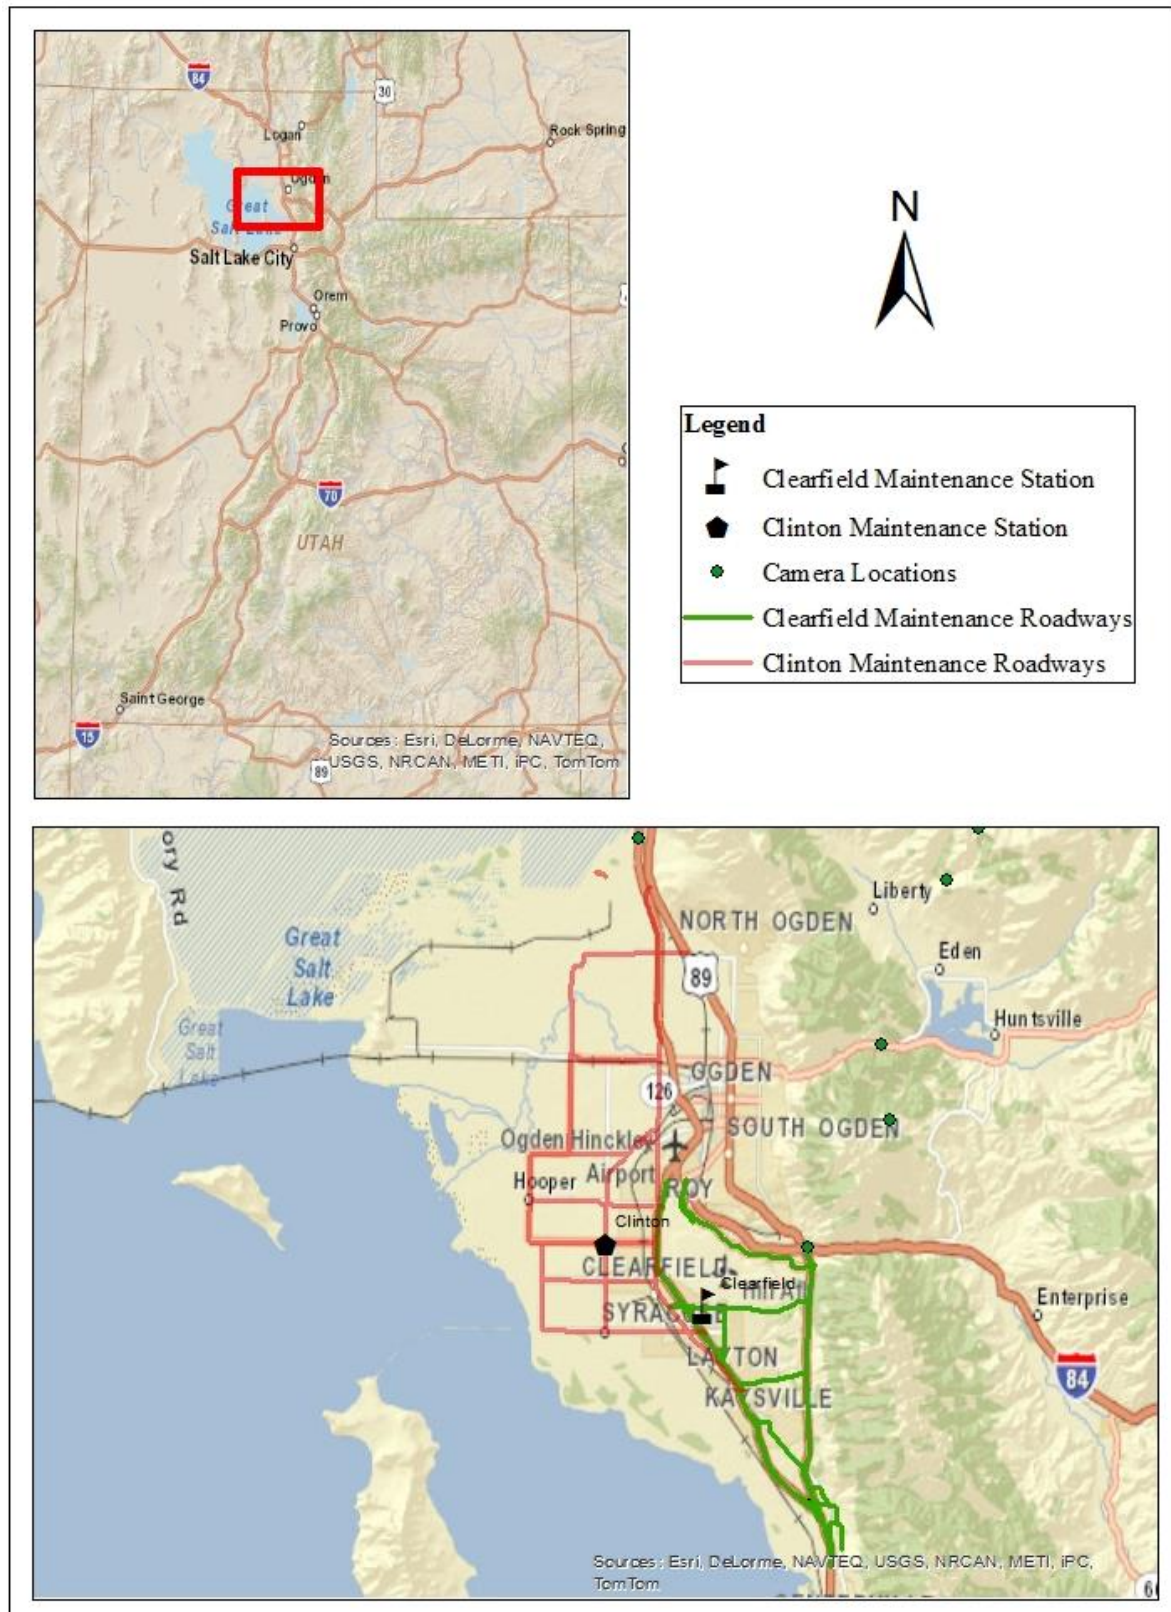 84
30
Logan
Rock Spring
Ogden
Great
Salt Lake
Salt Lake City
Orem
Provo
70
UTAH
Saint George
15
89
Sources: Esri, DeLorme, NAVTEQ,
USGS, NRCAN, METI, iPC, TomTom
N
Legend
Clearfield Maintenance Station
Clinton Maintenance Station
Camera Locations
Clearfield Maintenance Roadways
Clinton Maintenance Roadways
ory Rd
Liberty
NORTH OGDEN
Great
Salt
Lake
Eden
89
Huntsville
Great
Salt
Lake
OGDEN
126
SOUTH OGDEN
Ogden Hinckley
Airport
Hooper
ROY
Clinton
CLEARFIELD
Clearfield
Hill AF
Enterprise
SYRACUSE
LAYTON
84
KAYSVILLE
Sources: Esri, DeLorme, NAVTEQ, USGS, NRCAN, METI, iPC,
TomTom